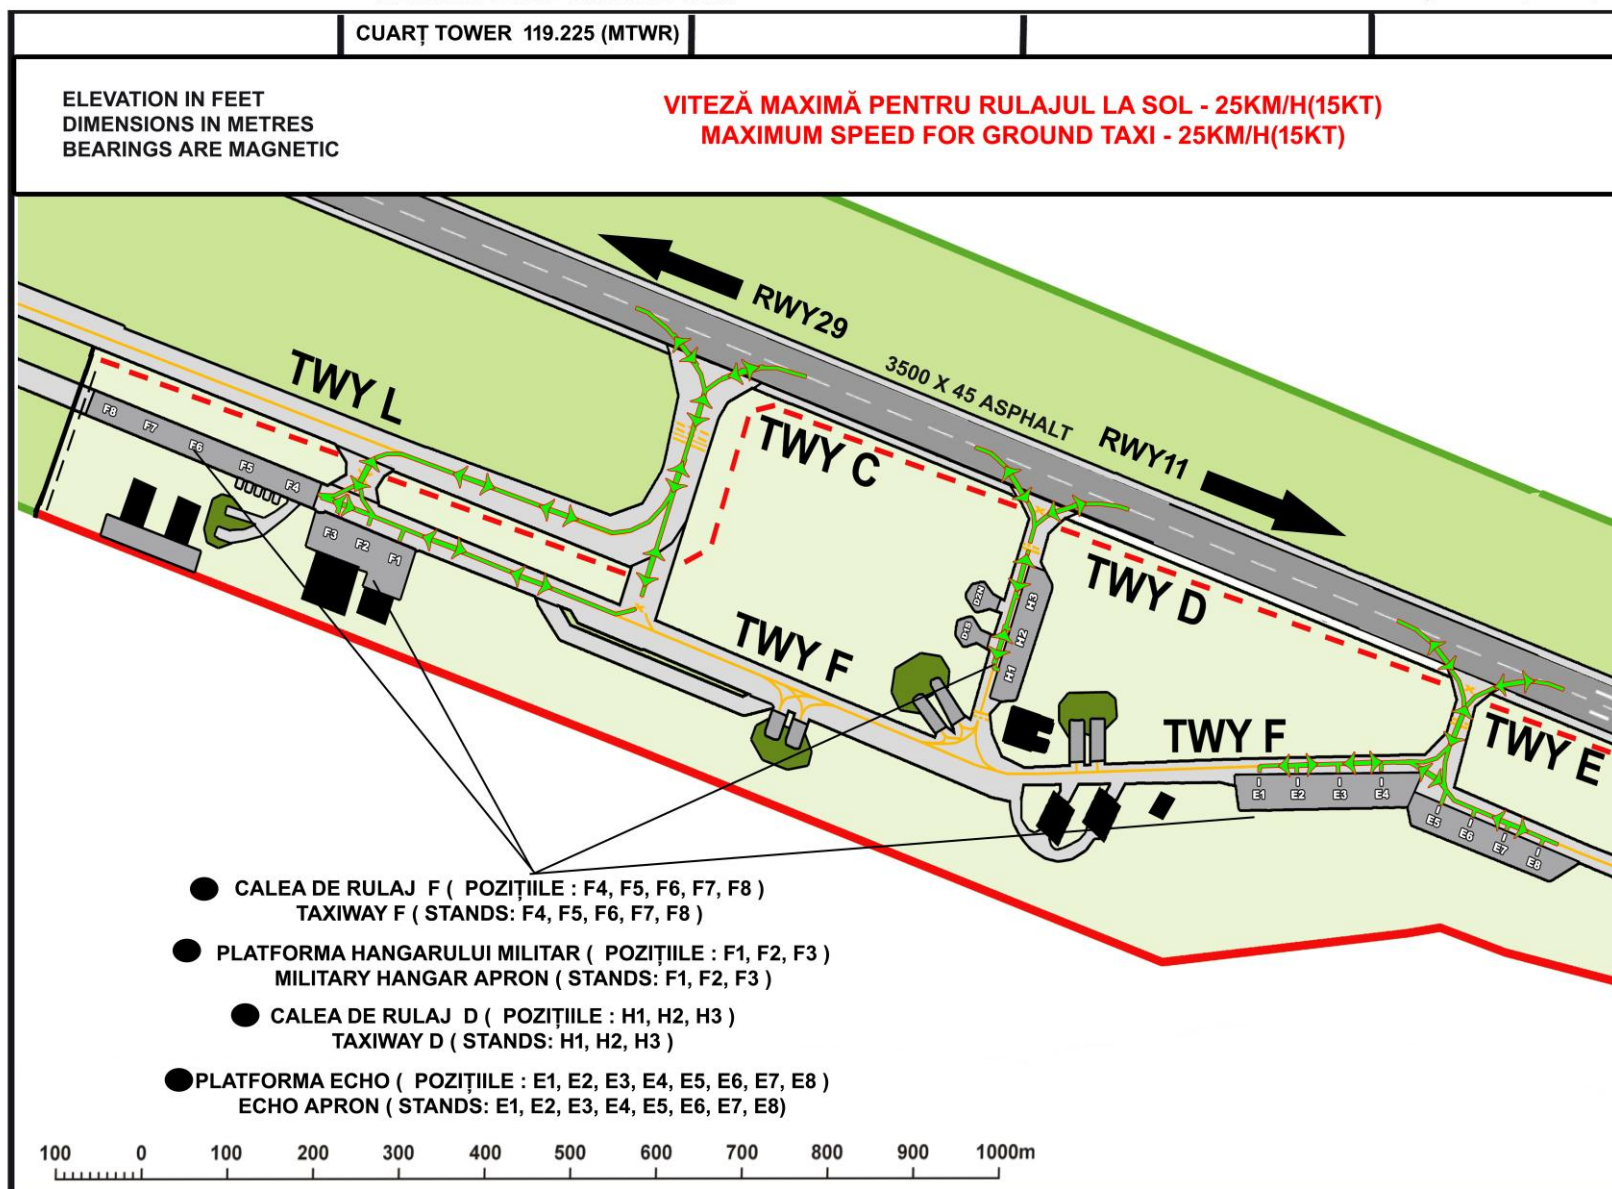 CUARȚ TOWER 119.225 (MTWR)
ELEVATION IN FEET
DIMENSIONS IN METRES
BEARINGS ARE MAGNETIC
VITEZĂ MAXIMĂ PENTRU RULAJUL LA SOL - 25KM/H(15KT)
MAXIMUM SPEED FOR GROUND TAXI - 25KM/H(15KT)
RWY29
3500 X 45 ASPHALT
RWY11
TWY L
TWY C
TWY D
TWY F
TWY F
TWY E
F8
F7
F6
F5
F4
F3
F2
F1
D2N
D1S
H3
H2
H1
E1
E2
E3
E4
E5
E6
E7
E8
CALEA DE RULAJ F ( POZIȚIILE : F4, F5, F6, F7, F8 )
TAXIWAY F ( STANDS: F4, F5, F6, F7, F8 )
PLATFORMA HANGARULUI MILITAR ( POZIȚIILE : F1, F2, F3 )
MILITARY HANGAR APRON ( STANDS: F1, F2, F3 )
CALEA DE RULAJ D ( POZIȚIILE : H1, H2, H3 )
TAXIWAY D ( STANDS: H1, H2, H3 )
PLATFORMA ECHO ( POZIȚIILE : E1, E2, E3, E4, E5, E6, E7, E8 )
ECHO APRON ( STANDS: E1, E2, E3, E4, E5, E6, E7, E8)
100 0 100 200 300 400 500 600 700 800 900 1000m